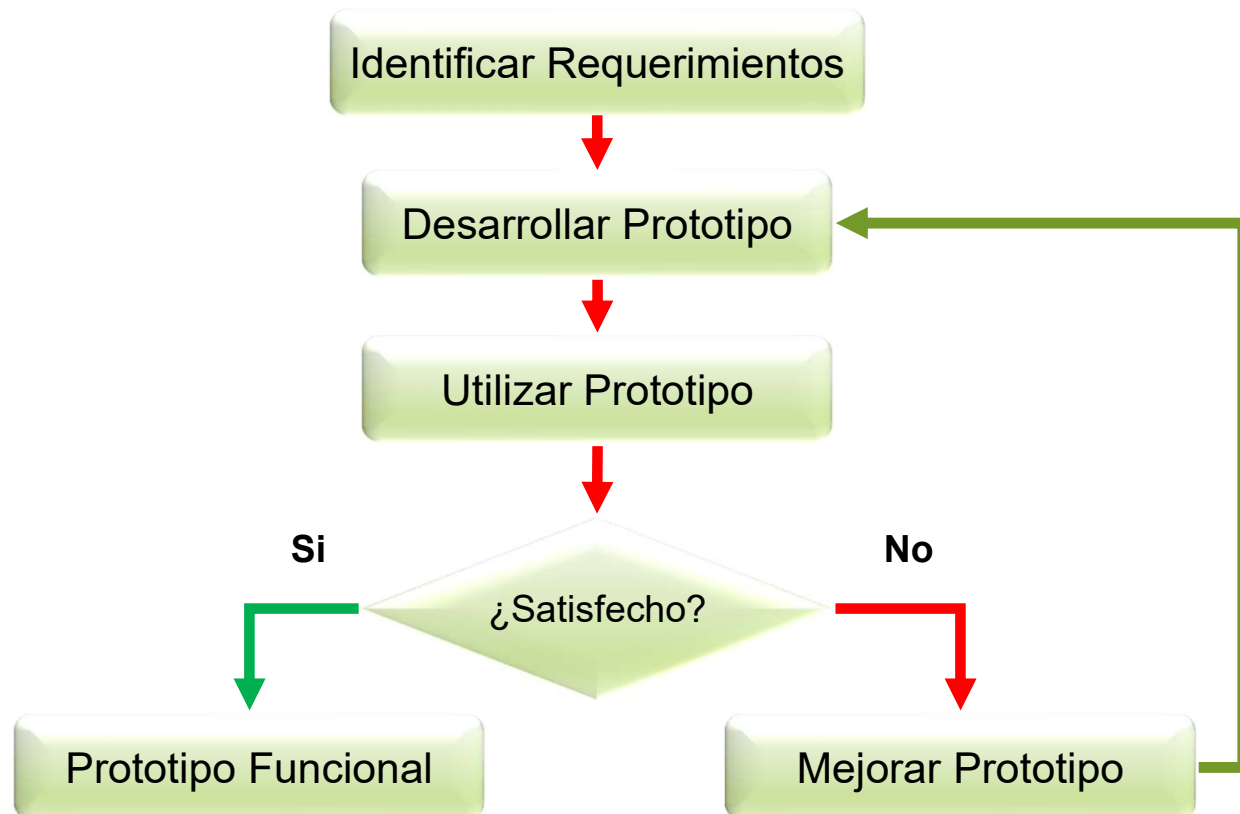 Identificar Requerimientos
Desarrollar Prototipo
Utilizar Prototipo
Si
No
¿Satisfecho?
Prototipo Funcional
Mejorar Prototipo